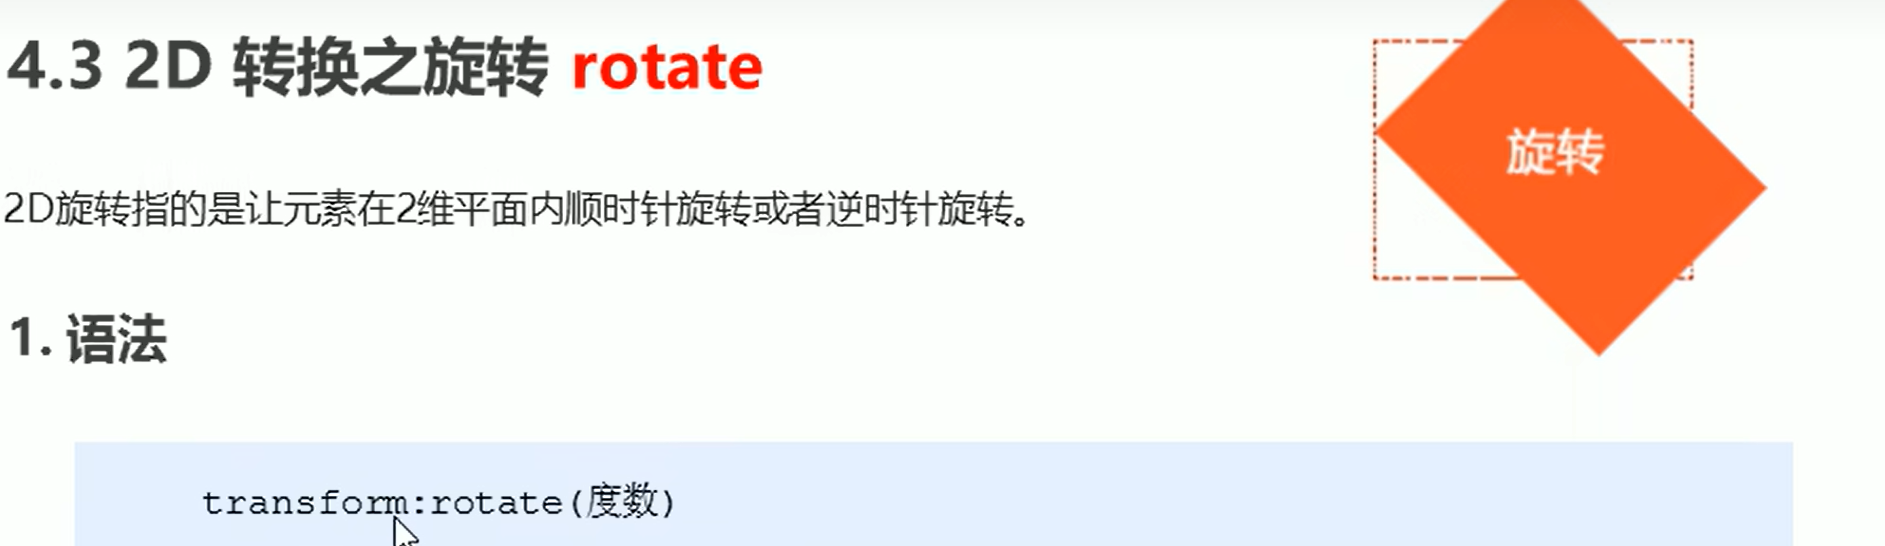 4.3 2D 转换之旋转 rotate
旋转
2D旋转指的是让元素在2维平面内顺时针旋转或者逆时针旋转。
1. 语法
transform:rotate(度数)